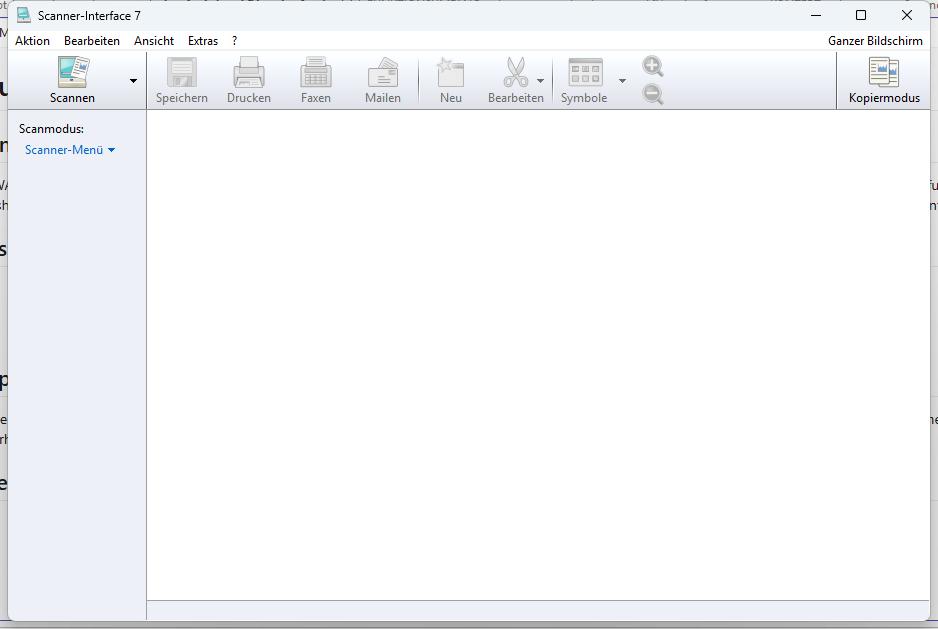 Scanner-Interface 7
Aktion Bearbeiten Ansicht Extras ? Ganzer Bildschirm
Scannen Speichern Drucken Faxen Mailen Neu Bearbeiten Symbole Kopiermodus
Scanmodus:
Scanner-Menü